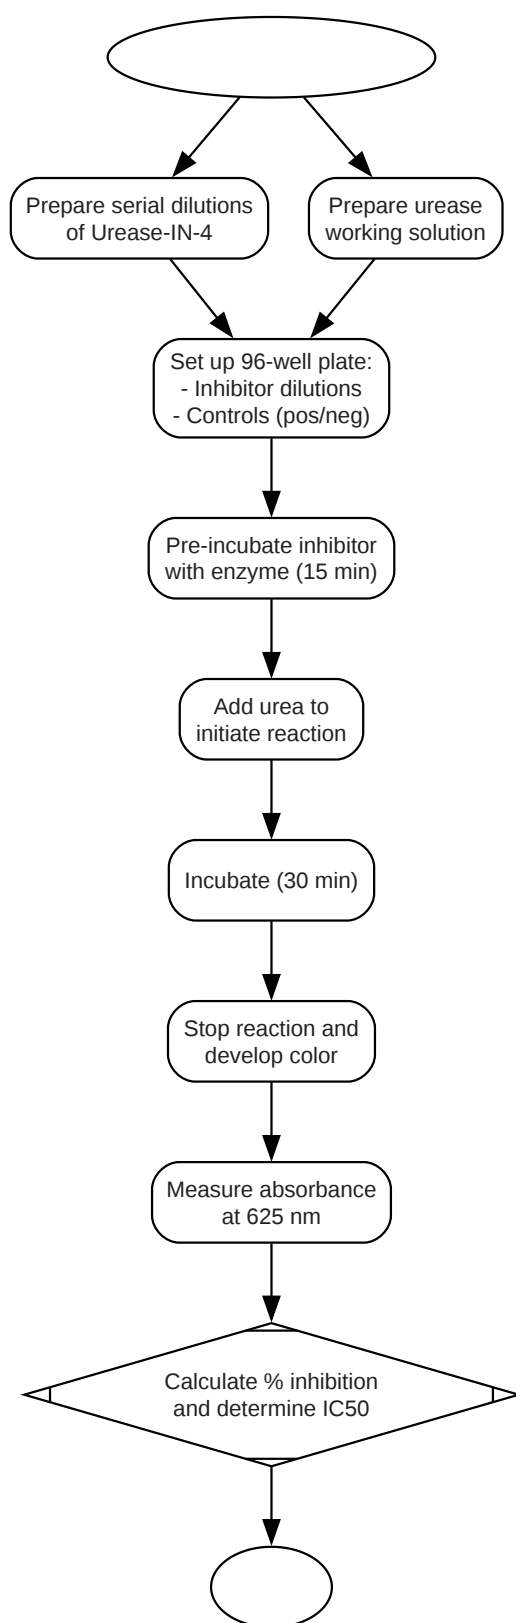 Prepare serial dilutions
of Urease-IN-4
Prepare urease
working solution
Set up 96-well plate:
- Inhibitor dilutions
- Controls (pos/neg)
Pre-incubate inhibitor
with enzyme (15 min)
Add urea to
initiate reaction
Incubate (30 min)
Stop reaction and
develop color
Measure absorbance
at 625 nm
Calculate % inhibition
and determine IC50